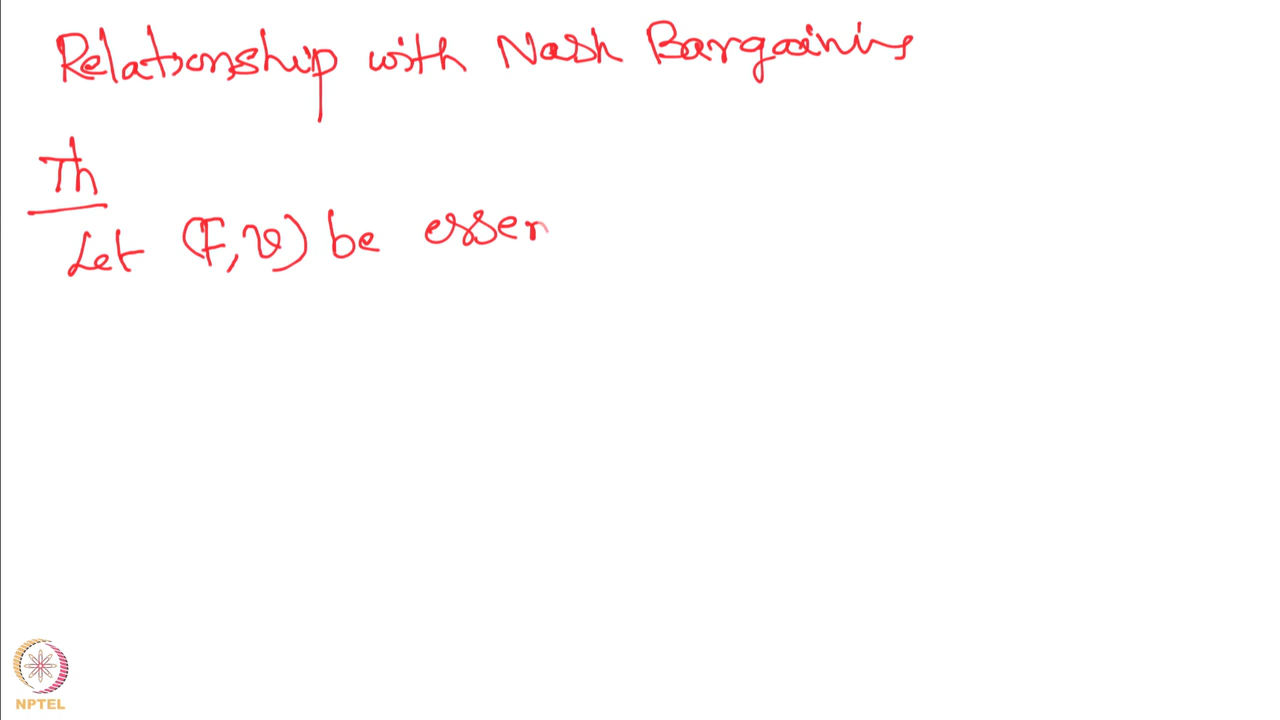 Relationship with Nash Bargaining
Th
Let (F, v) be essen
NPTEL